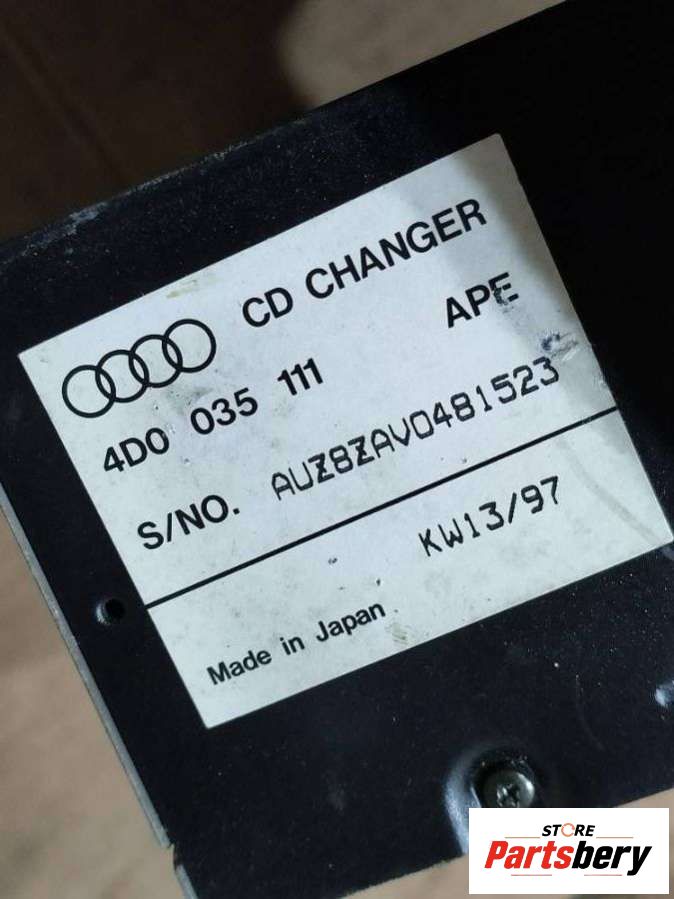 CD CHANGER
4D0 035 111 APE
S/NO. AUZ8ZAV0481523
KW13/97
Made in Japan
STORE
Partsbery